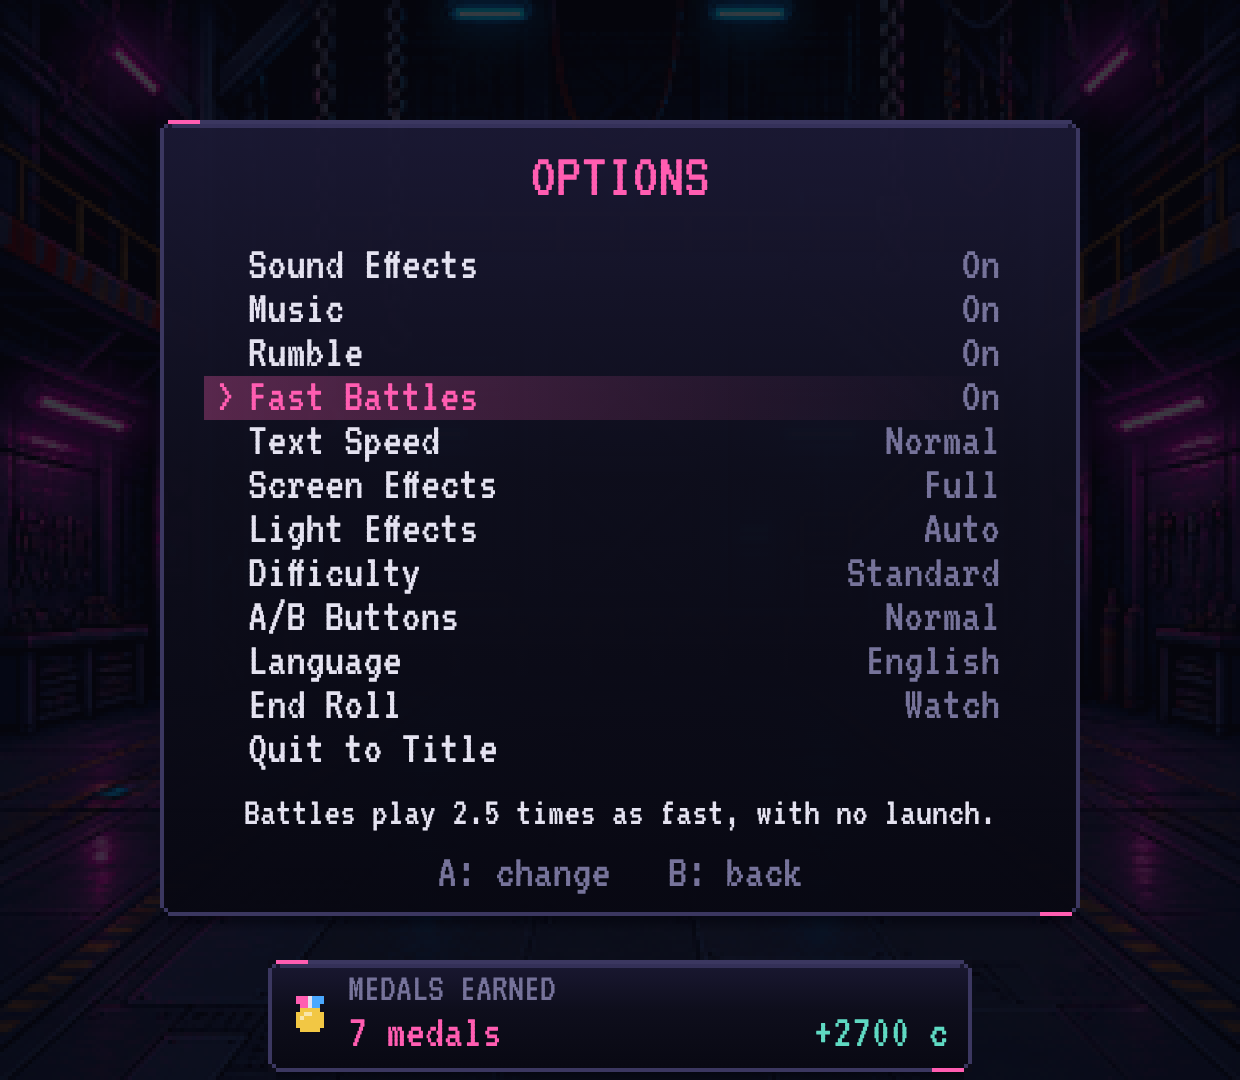 OPTIONS
Sound Effects On
Music On
Rumble On
> Fast Battles On
Text Speed Normal
Screen Effects Full
Light Effects Auto
Difficulty Standard
A/B Buttons Normal
Language English
End Roll Watch
Quit to Title
Battles play 2.5 times as fast, with no launch.
A: change B: back
MEDALS EARNED
7 medals +2700 c